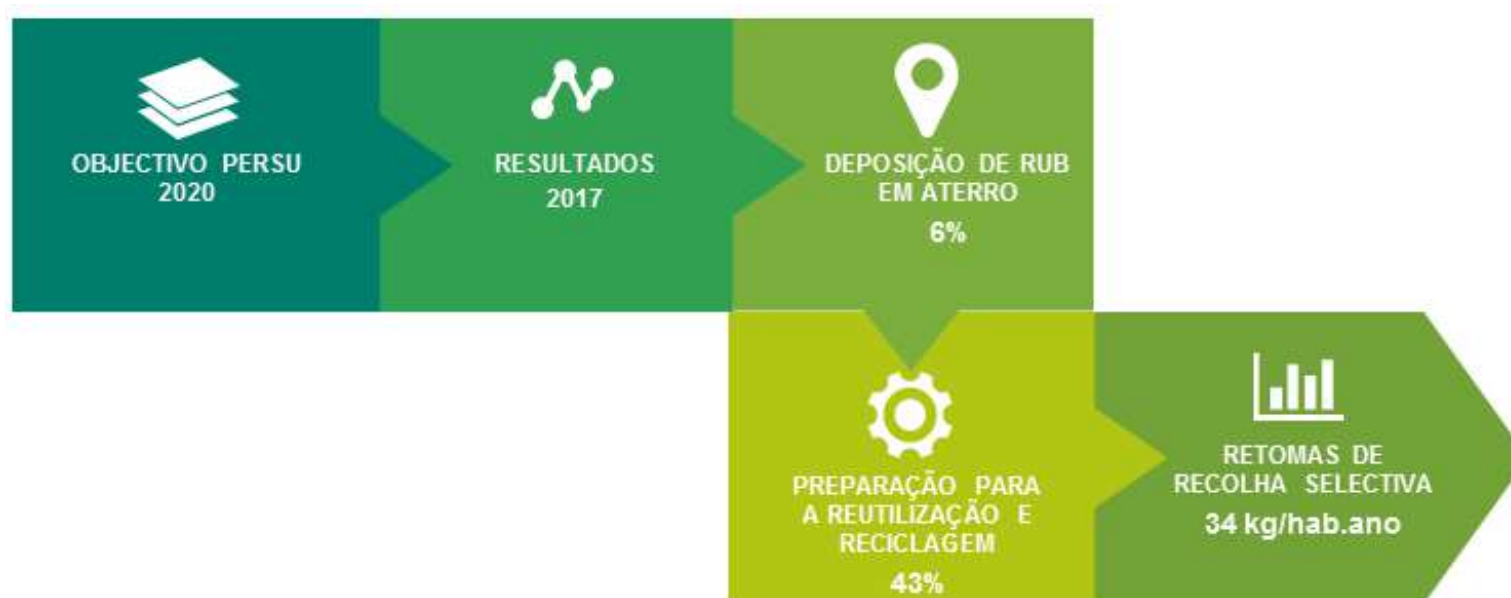 OBJECTIVO PERSU
2020
RESULTADOS
2017
DEPOSIÇÃO DE RUB
EM ATERRO
6%
PREPARAÇÃO PARA
A REUTILIZAÇÃO E
RECICLAGEM
43%
RETOMAS DE
RECOLHA SELECTIVA
34 kg/hab.ano